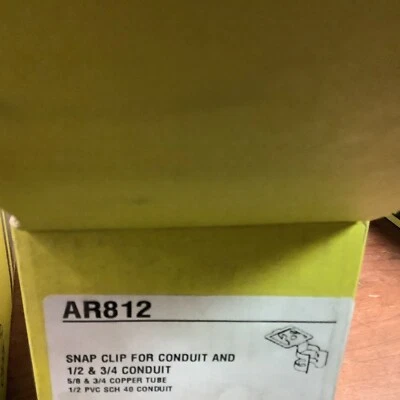 AR812
SNAP CLIP FOR CONDUIT AND
1/2 & 3/4 CONDUIT
5/8 & 3/4 COPPER TUBE
1/2 PVC SCH 40 CONDUIT